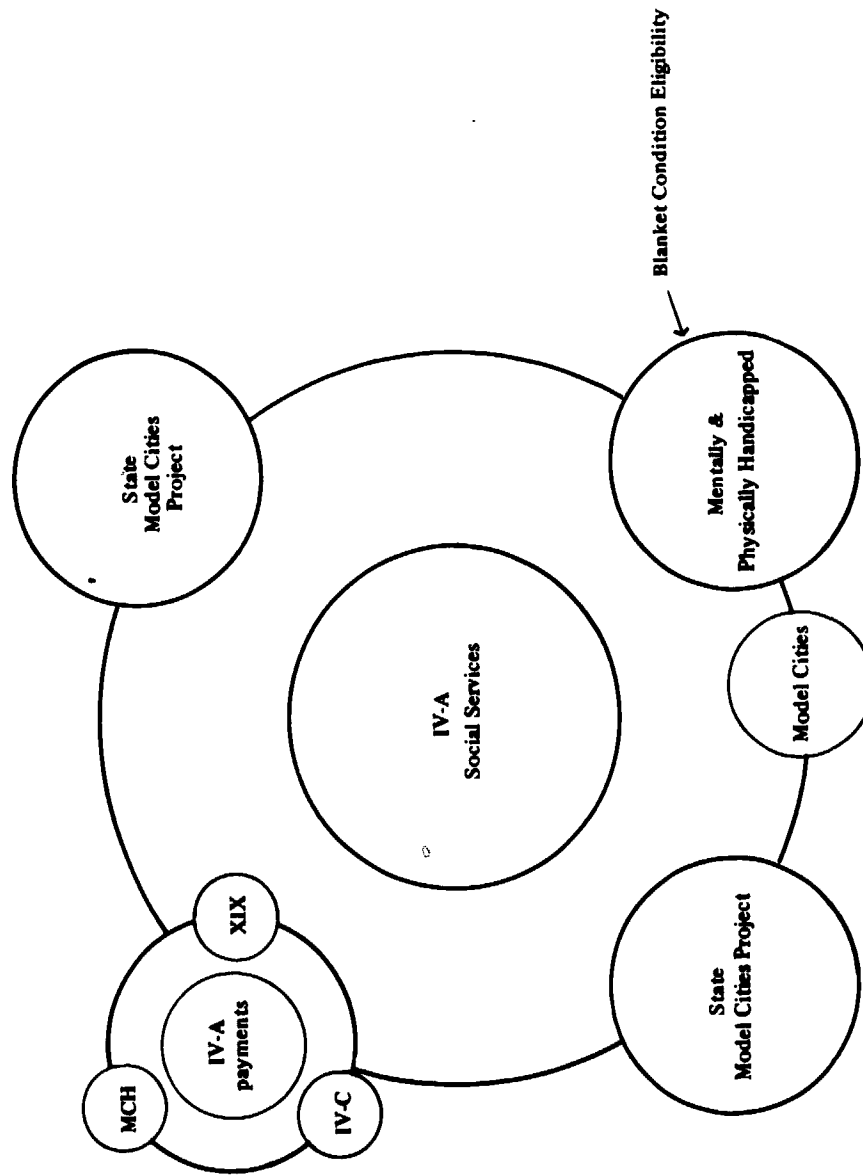 MCH
State
Model Cities
Project
IV-A
payments
XIX
IV-C
IV-A
Social Services
Blanket Condition Eligibility
State
Model Cities Project
Mentally &
Physically Handicapped
Model Cities